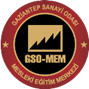 GAZİANTEP SANAYİ ODASI
GSO-MEM
MESLEKİ EĞİTİM MERKEZİ